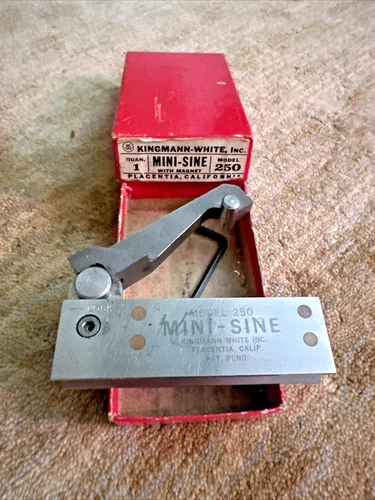 KINGMANN-WHITE, INC.
QUAN.
1
MINI-SINE
WITH MAGNET
MODEL
250
PLACENTIA, CALIFORNIA
LOCK
MODEL 250
MINI-SINE
KINGMANN WHITE INC.
PLACENTIA, CALIF.
PAT. PEND.